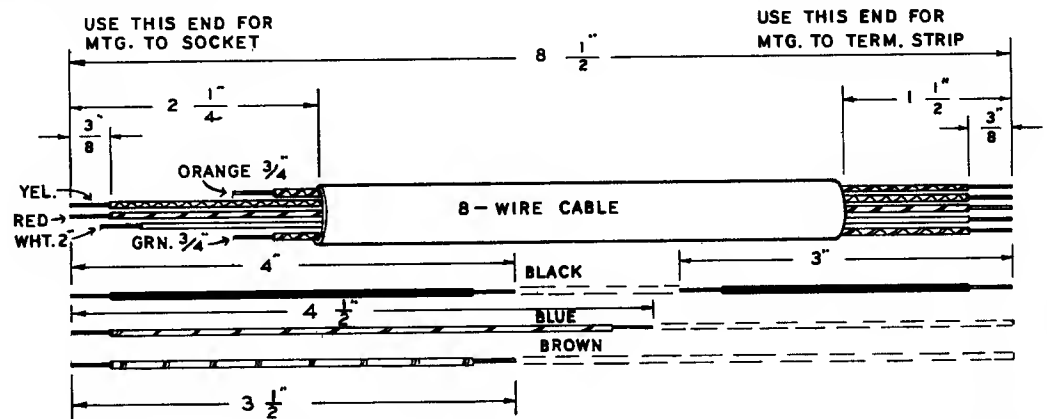 USE THIS END FOR
MTG. TO SOCKET
USE THIS END FOR
MTG. TO TERM. STRIP
8 1/2"
2 1/4"
1 1/2"
3/8"
3/8"
ORANGE 3/4"
YEL.
RED
WHT. 2"
GRN. 3/4"
8-WIRE CABLE
4"
BLACK
3"
4 1/2"
BLUE
BROWN
3 1/2"